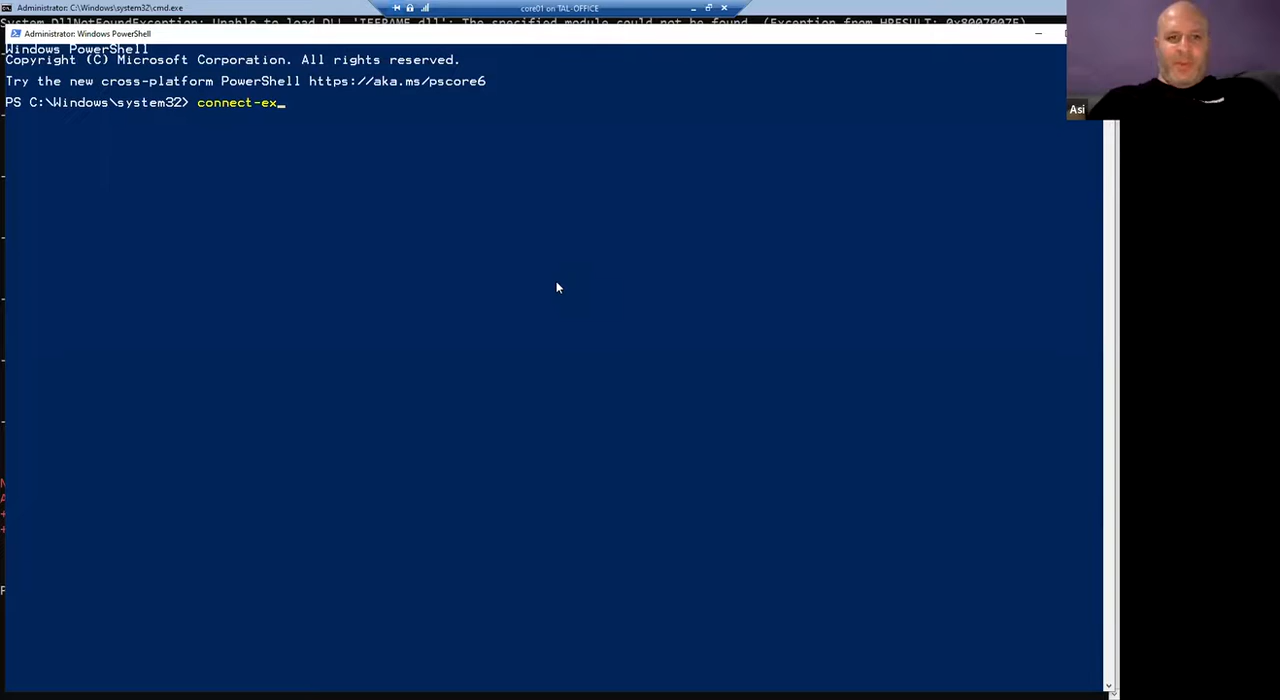 Administrator: C:\Windows\system32\cmd.exe
core01 on TAL-OFFICE
System.DllNotFoundException: Unable to load DLL 'IEFRAME.dll': The specified module could not be found. (Exception from HRESULT: 0x8007007E)
Administrator: Windows PowerShell
Windows PowerShell
Copyright (C) Microsoft Corporation. All rights reserved.
Try the new cross-platform PowerShell https://aka.ms/pscore6
PS C:\Windows\system32> connect-ex_
Asi